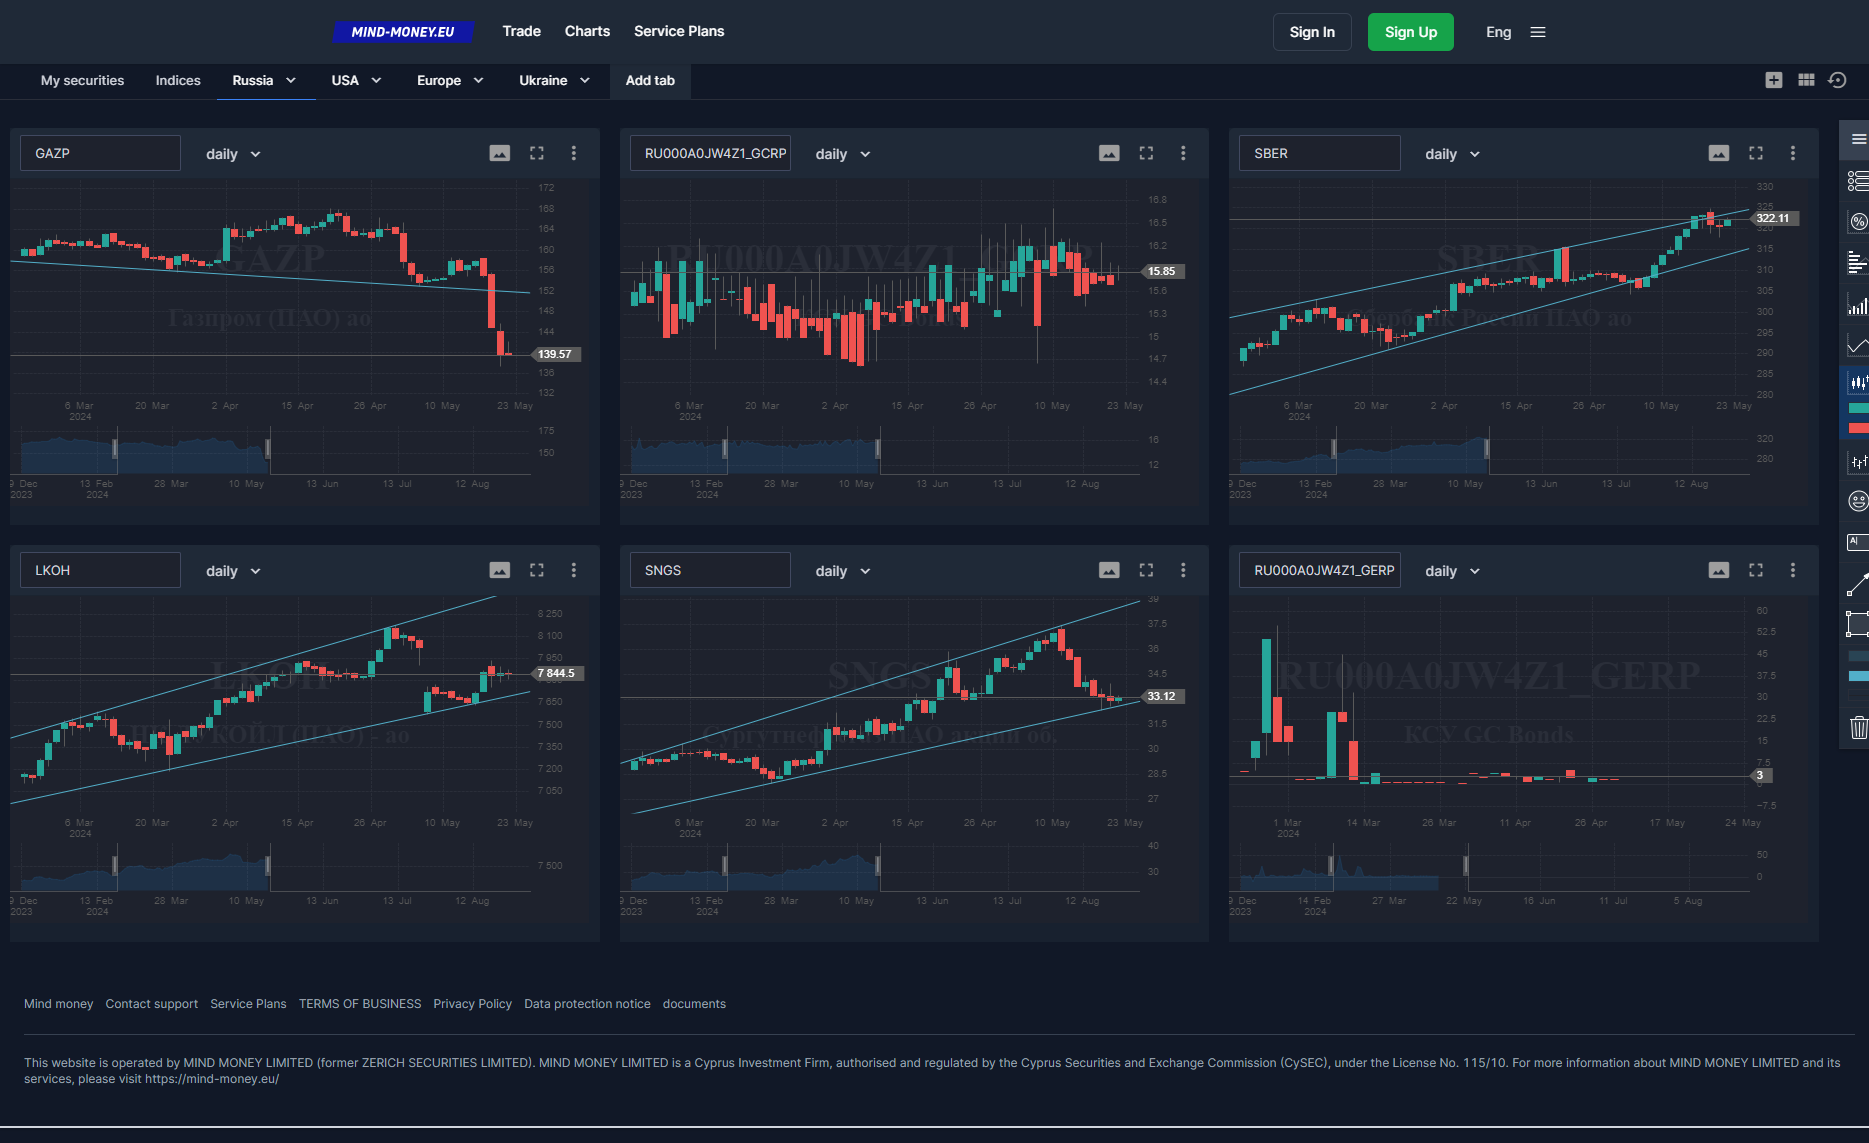 MIND-MONEY.EU Trade Charts Service Plans Sign In Sign Up Eng
My securities Indices Russia USA Europe Ukraine Add tab
GAZP daily
GAZP
Газпром (ПАО) ао
172
168
164
160
156
152
148
144
139.57
136
132
6 Mar 20 Mar 2 Apr 15 Apr 26 Apr 10 May 23 May
2024
175
150
9 Dec 13 Feb 28 Mar 10 May 13 Jun 13 Jul 12 Aug
2023 2024
RU000A0JW4Z1_GCRP daily
16.8
16.5
16.2
15.85
15.6
15.3
15
14.7
14.4
6 Mar 20 Mar 2 Apr 15 Apr 26 Apr 10 May 23 May
2024
16
12
9 Dec 13 Feb 28 Mar 10 May 13 Jun 13 Jul 12 Aug
2023 2024
SBER daily
SBER
330
325
322.11
320
315
310
305
300
295
290
285
280
6 Mar 20 Mar 2 Apr 15 Apr 26 Apr 10 May 23 May
2024
320
280
9 Dec 13 Feb 28 Mar 10 May 13 Jun 13 Jul 12 Aug
2023 2024
LKOH daily
LKOH
8 250
8 100
7 950
7 844.5
7 650
7 500
7 350
7 200
7 050
6 Mar 20 Mar 2 Apr 15 Apr 26 Apr 10 May 23 May
2024
7 500
9 Dec 13 Feb 28 Mar 10 May 13 Jun 13 Jul 12 Aug
2023 2024
SNGS daily
SNGS
39
37.5
36
34.5
33.12
31.5
30
28.5
27
6 Mar 20 Mar 2 Apr 15 Apr 26 Apr 10 May 23 May
2024
40
30
9 Dec 13 Feb 28 Mar 10 May 13 Jun 13 Jul 12 Aug
2023 2024
RU000A0JW4Z1_GERP daily
RU000A0JW4Z1_GERP
КСУ GC Bonds
60
52.5
45
37.5
30
22.5
15
7.5
3
0
−7.5
1 Mar 14 Mar 26 Mar 11 Apr 26 Apr 17 May 24 May
2024
50
0
9 Dec 14 Feb 27 Mar 22 May 16 Jun 11 Jul 5 Aug
2023 2024
Mind money Contact support Service Plans TERMS OF BUSINESS Privacy Policy Data protection notice documents
This website is operated by MIND MONEY LIMITED (former ZERICH SECURITIES LIMITED). MIND MONEY LIMITED is a Cyprus Investment Firm, authorised and regulated by the Cyprus Securities and Exchange Commission (CySEC), under the License No. 115/10. For more information about MIND MONEY LIMITED and its
services, please visit https://mind-money.eu/